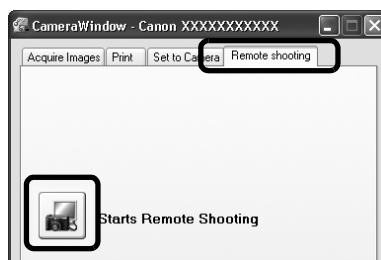 CameraWindow - Canon XXXXXXXXXXX
Acquire Images Print Set to Camera Remote shooting
Starts Remote Shooting